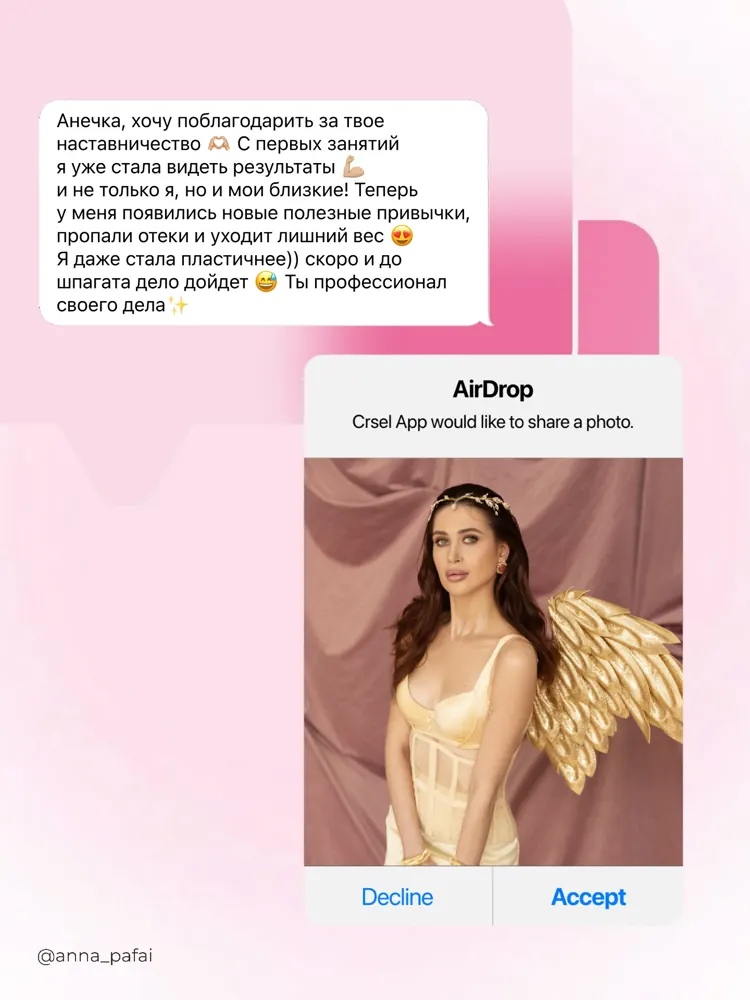 Анечка, хочу поблагодарить за твое
наставничество 🫶🏼 С первых занятий
я уже стала видеть результаты 💪🏼
и не только я, но и мои близкие! Теперь
у меня появились новые полезные привычки,
пропали отеки и уходит лишний вес 😍
Я даже стала пластичнее)) скоро и до
шпагата дело дойдет 😅 Ты профессионал
своего дела✨
AirDrop
Crsel App would like to share a photo.
Decline
Accept
@anna_pafai